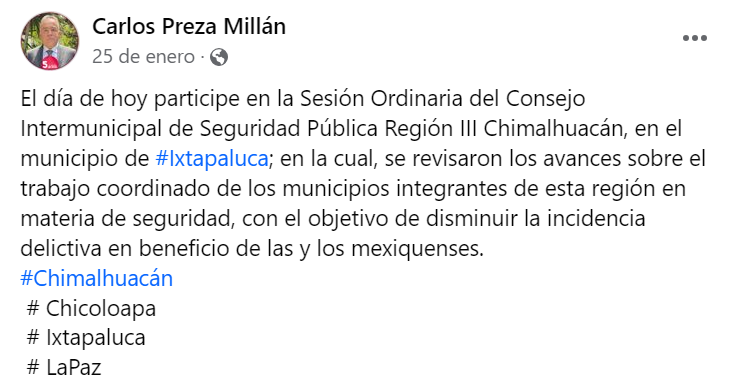 Carlos Preza Millán
25 de enero ·
El día de hoy participe en la Sesión Ordinaria del Consejo
Intermunicipal de Seguridad Pública Región III Chimalhuacán, en el
municipio de #Ixtapaluca; en la cual, se revisaron los avances sobre el
trabajo coordinado de los municipios integrantes de esta región en
materia de seguridad, con el objetivo de disminuir la incidencia
delictiva en beneficio de las y los mexiquenses.
#Chimalhuacán
# Chicoloapa
# Ixtapaluca
# LaPaz